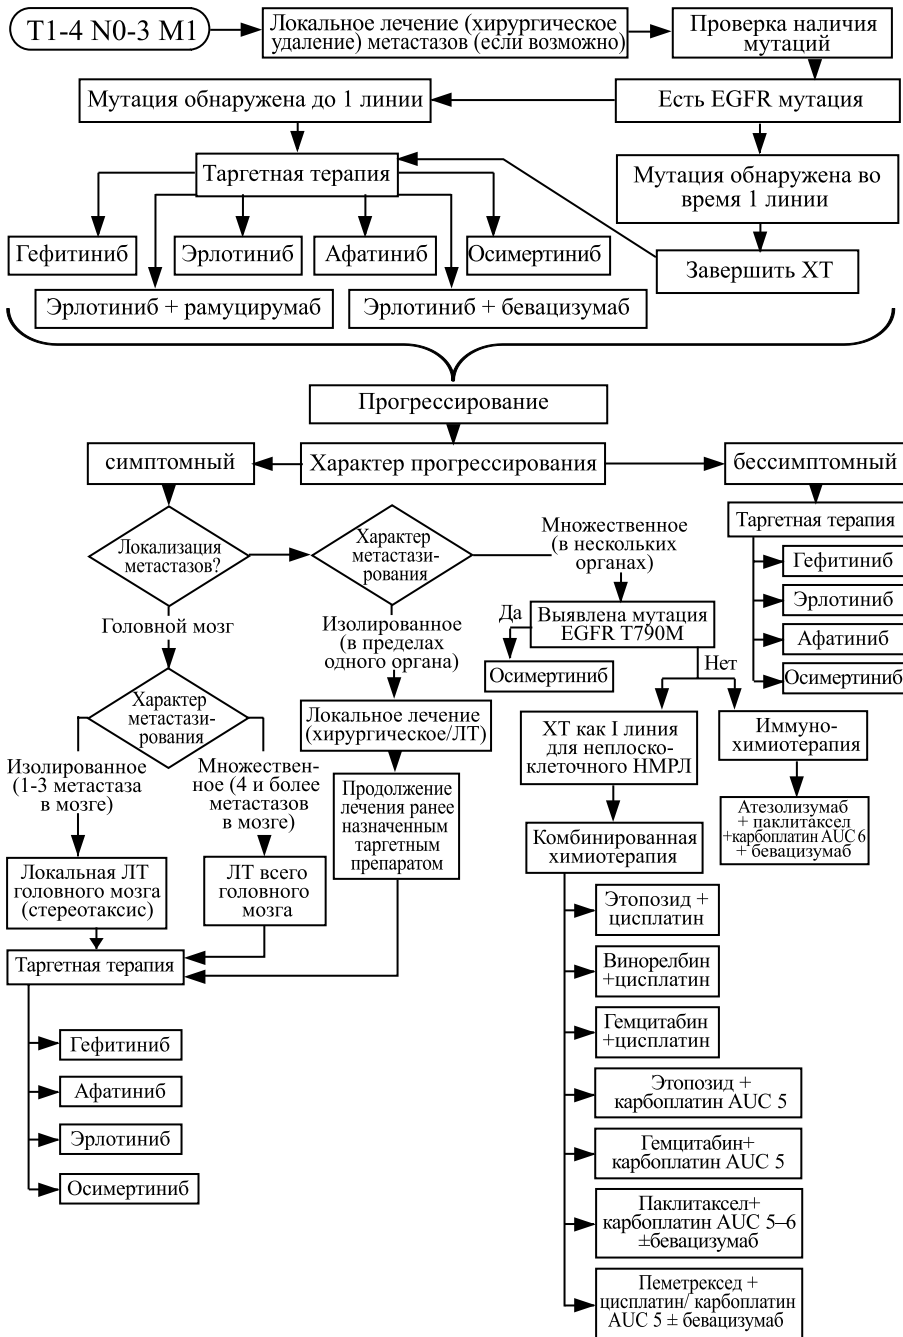 T1-4 N0-3 M1
Локальное лечение (хирургическое
удаление) метастазов (если возможно)
Проверка наличия
мутаций
Мутация обнаружена до 1 линии
Есть EGFR мутация
Таргетная терапия
Мутация обнаружена во
время 1 линии
Гефитиниб
Эрлотиниб
Афатиниб
Осимертиниб
Завершить ХТ
Эрлотиниб + рамуцирумаб
Эрлотиниб + бевацизумаб
Прогрессирование
симптомный
Характер прогрессирования
бессимптомный
Локализация
метастазов?
Характер
метастази-
рования
Множественное
(в нескольких
органах)
Таргетная терапия
Гефитиниб
Эрлотиниб
Афатиниб
Осимертиниб
Головной мозг
Изолированное
(в пределах
одного органа)
Да
Выявлена мутация
EGFR T790M
Нет
Осимертиниб
Характер
метастази-
рования
Локальное лечение
(хирургическое/ЛТ)
ХТ как I линия
для неплоско-
клеточного НМРЛ
Иммуно-
химиотерапия
Изолированное
(1-3 метастаза
в мозге)
Множествен-
ное (4 и более
метастазов
в мозге)
Продолжение
лечения ранее
назначенным
таргетным
препаратом
Атезолизумаб
+ паклитаксел
+карбоплатин AUC 6
+ бевацизумаб
Комбинированная
химиотерапия
Локальная ЛТ
головного мозга
(стереотаксис)
ЛТ всего
головного
мозга
Этопозид +
цисплатин
Таргетная терапия
Винорелбин
+цисплатин
Гемцитабин
+цисплатин
Гефитиниб
Афатиниб
Эрлотиниб
Осимертиниб
Этопозид +
карбоплатин AUC 5
Гемцитабин+
карбоплатин AUC 5
Паклитаксел+
карбоплатин AUC 5–6
±бевацизумаб
Пеметрексед +
цисплатин/ карбоплатин
AUC 5 ± бевацизумаб